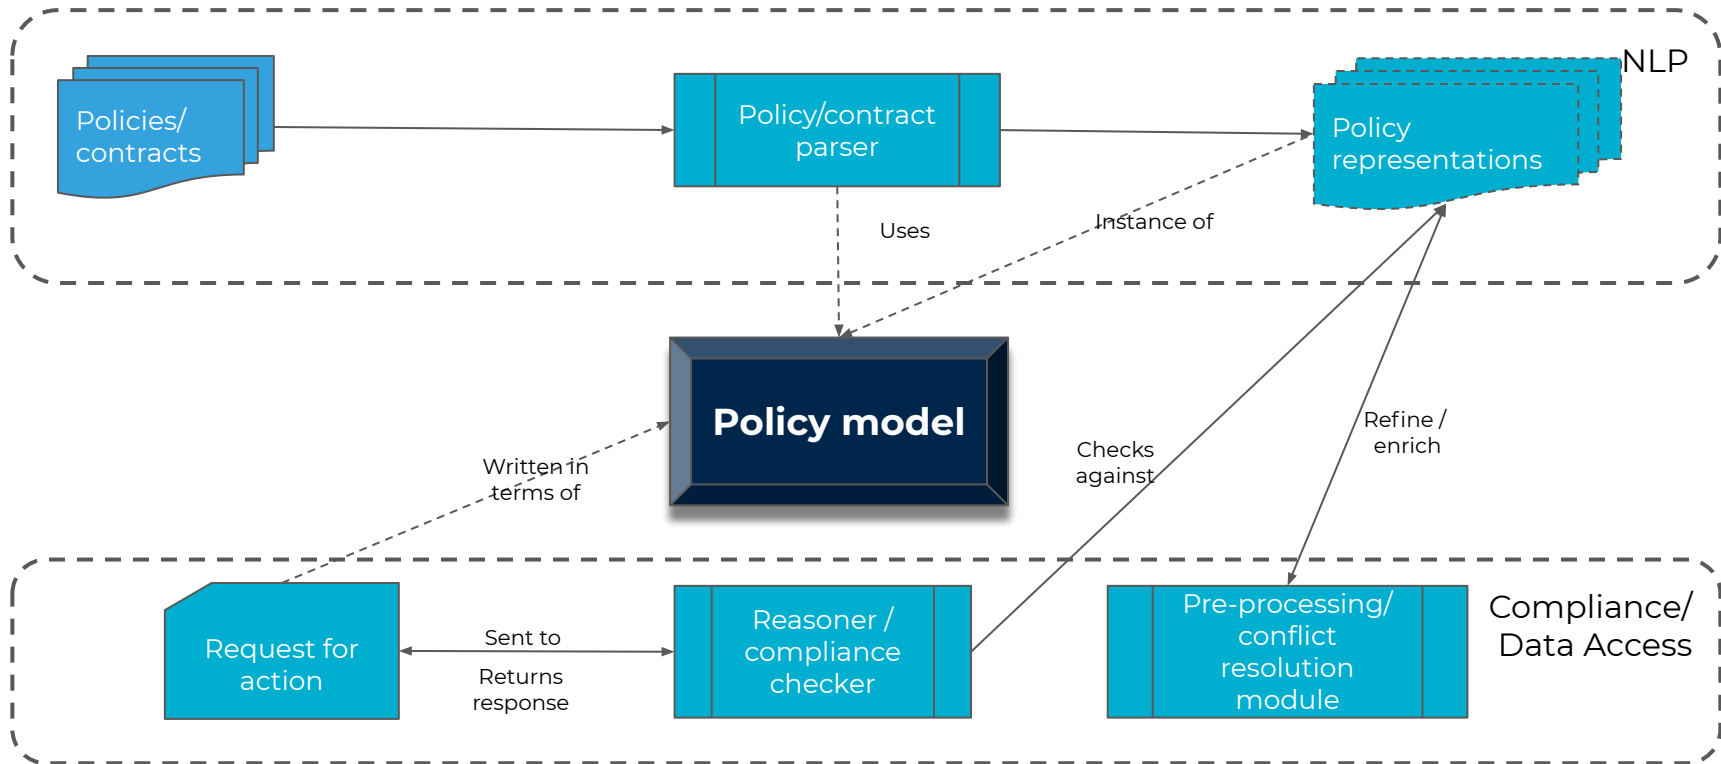 NLP
Policies/
contracts
Policy/contract
parser
Policy
representations
Uses
Instance of
Policy model
Written in
terms of
Checks
against
Refine /
enrich
Compliance/
Data Access
Request for
action
Sent to
Returns
response
Reasoner /
compliance
checker
Pre-processing/
conflict
resolution
module